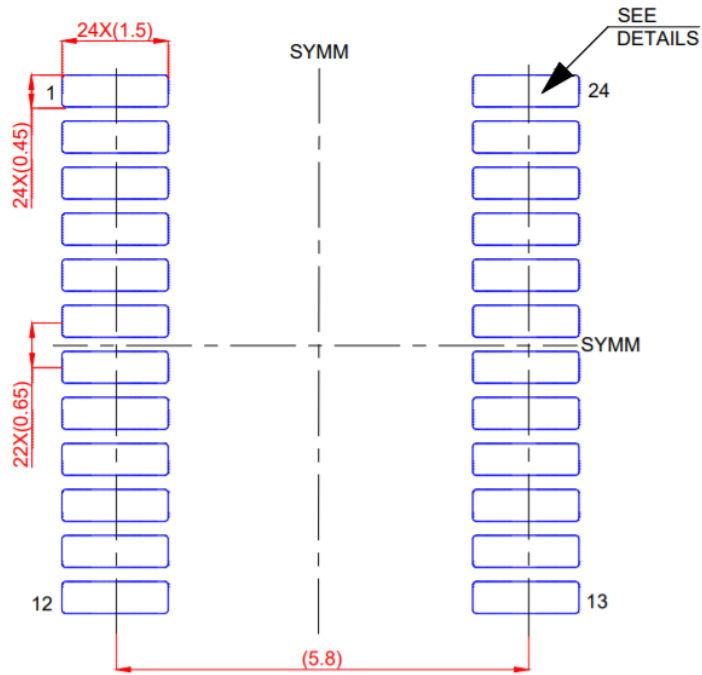 24X(1.5)
SEE
DETAILS
SYMM
1
24
24X(0.45)
SYMM
22X(0.65)
12
13
(5.8)